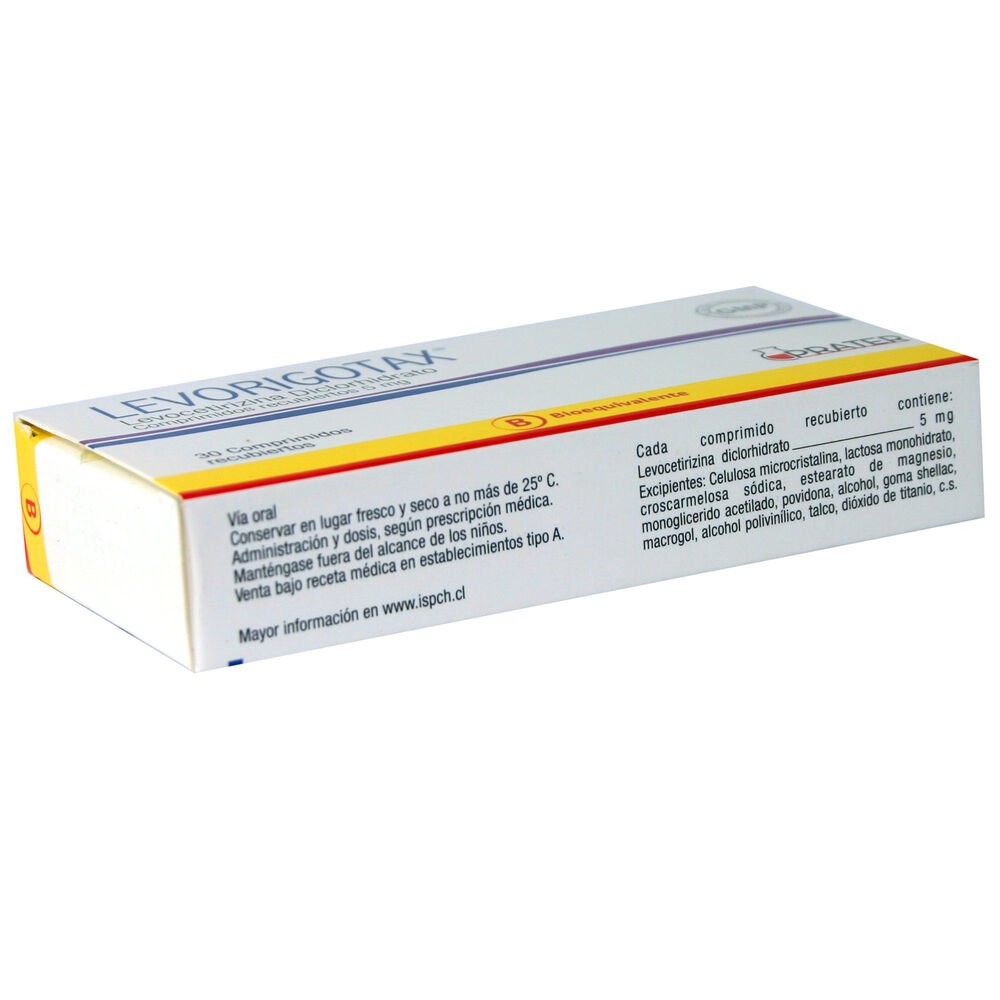 LEVORIGOTAX®
Levocetirizina Diclorhidrato
Comprimidos recubiertos 5 mg
30 Comprimidos
recubiertos
PRATER
B Bioequivalente
B
Vía oral
Conservar en lugar fresco y seco a no más de 25º C.
Administración y dosis, según prescripción médica.
Manténgase fuera del alcance de los niños.
Venta bajo receta médica en establecimientos tipo A.
Mayor información en www.ispch.cl
Cada comprimido recubierto contiene:
Levocetirizina diclorhidrato 5 mg
Excipientes: Celulosa microcristalina, lactosa monohidrato,
croscarmelosa sódica, estearato de magnesio,
monoglicerido acetilado, povidona, alcohol, goma shellac,
macrogol, alcohol polivinílico, talco, dióxido de titanio, c.s.